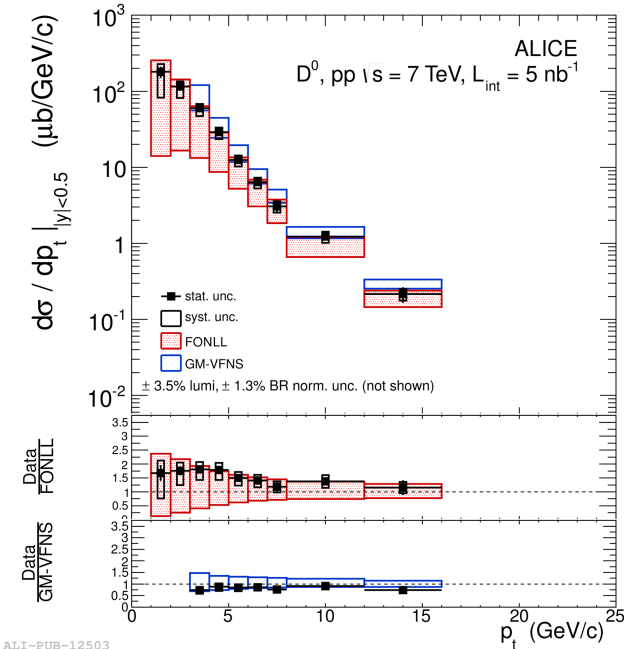 ALICE
D⁰, pp √s = 7 TeV, L_int = 5 nb⁻¹
dσ / dp_t |_|y|<0.5 (μb/GeV/c)
10³
10²
10
1
10⁻¹
10⁻²
stat. unc.
syst. unc.
FONLL
GM-VFNS
± 3.5% lumi, ± 1.3% BR norm. unc. (not shown)
Data
FONLL
3.5
3
2.5
2
1.5
1
0.5
0
Data
GM-VFNS
3.5
3
2.5
2
1.5
1
0.5
0
0 5 10 15 20 25
p_t (GeV/c)
ALI-PUB-12503